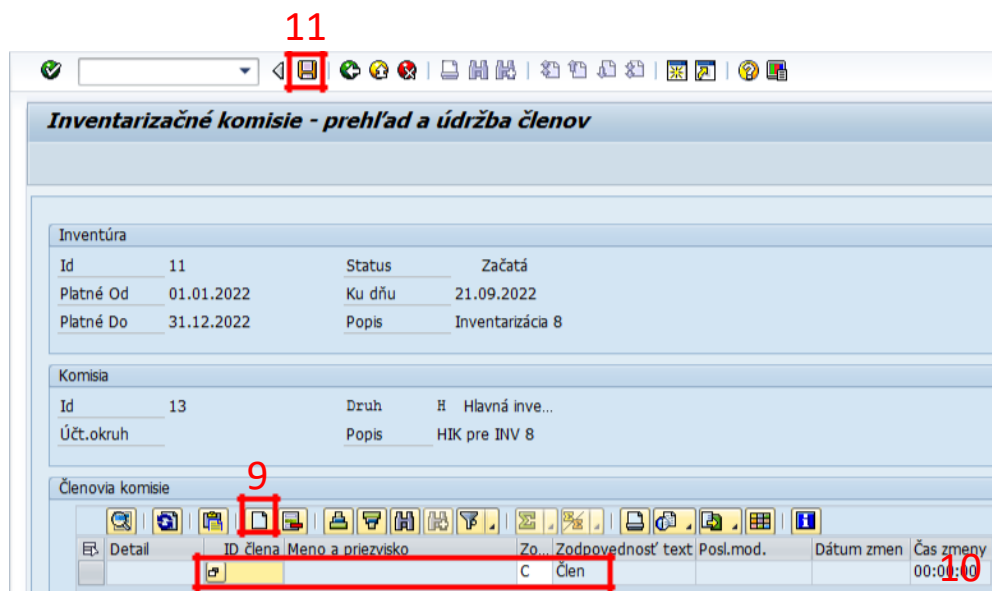 11
Inventarizačné komisie - prehľad a údržba členov
Inventúra
Id 11 Status Začatá
Platné Od 01.01.2022 Ku dňu 21.09.2022
Platné Do 31.12.2022 Popis Inventarizácia 8
Komisia
Id 13 Druh H Hlavná inve...
Účt.okruh Popis HIK pre INV 8
9
Členovia komisie
Detail ID člena Meno a priezvisko Zo... Zodpovednosť text Posl.mod. Dátum zmen Čas zmeny
C Člen 00:00:00
10